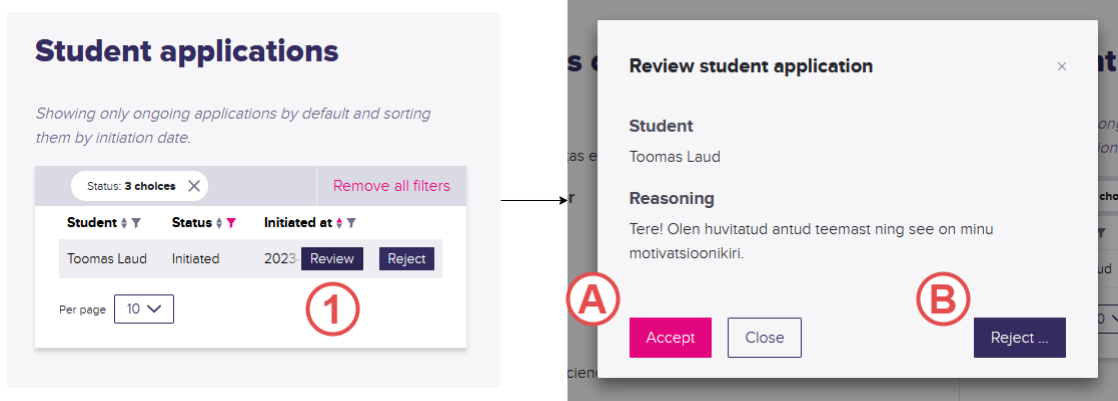 Student applications
Showing only ongoing applications by default and sorting
them by initiation date.
Status: 3 choices
Remove all filters
Student Status Initiated at
Toomas Laud Initiated 2023- Review Reject
Per page 10
1
Review student application
Student
Toomas Laud
Reasoning
Tere! Olen huvitatud antud teemast ning see on minu
motivatsioonikiri.
A
B
Accept Close Reject ...